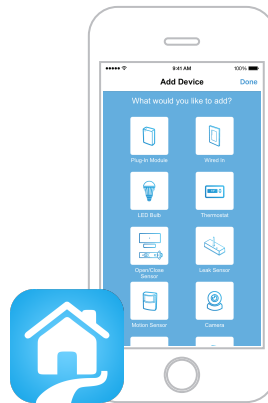 9:41 AM 100%
Add Device Done
What would you like to add?
Plug-In Module Wired In
LED Bulb Thermostat
Open/Close Leak Sensor
Sensor
Motion Sensor Camera